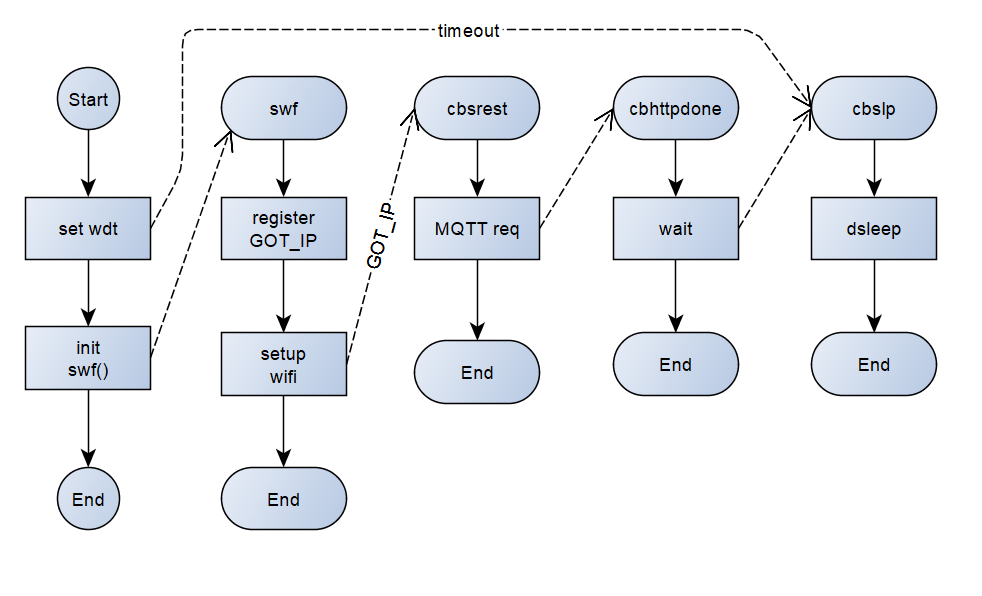 timeout
Start
swf
cbsrest
cbhttpdone
cbslp
set wdt
register
GOT_IP
GOT_IP
MQTT req
wait
dsleep
init
swf()
setup
wifi
End
End
End
End
End